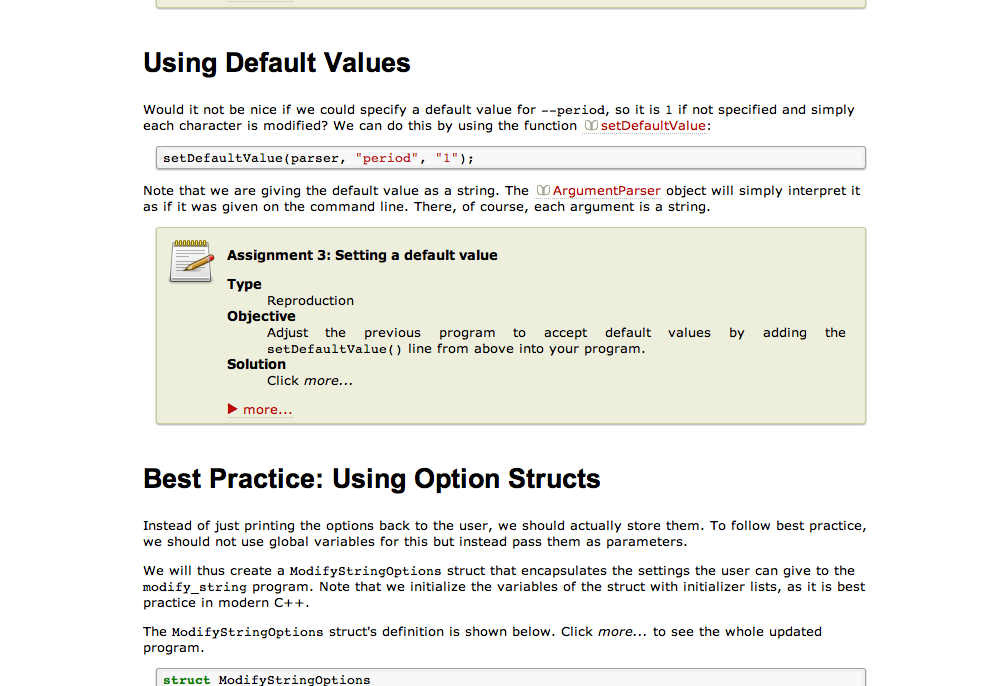 Using Default Values
Would it not be nice if we could specify a default value for --period, so it is 1 if not specified and simply
each character is modified? We can do this by using the function setDefaultValue:
setDefaultValue(parser, "period", "1");
Note that we are giving the default value as a string. The ArgumentParser object will simply interpret it
as if it was given on the command line. There, of course, each argument is a string.
Assignment 3: Setting a default value
Type
Reproduction
Objective
Adjust the previous program to accept default values by adding the
setDefaultValue() line from above into your program.
Solution
Click more...
more...
Best Practice: Using Option Structs
Instead of just printing the options back to the user, we should actually store them. To follow best practice,
we should not use global variables for this but instead pass them as parameters.
We will thus create a ModifyStringOptions struct that encapsulates the settings the user can give to the
modify_string program. Note that we initialize the variables of the struct with initializer lists, as it is best
practice in modern C++.
The ModifyStringOptions struct's definition is shown below. Click more... to see the whole updated
program.
struct ModifyStringOptions